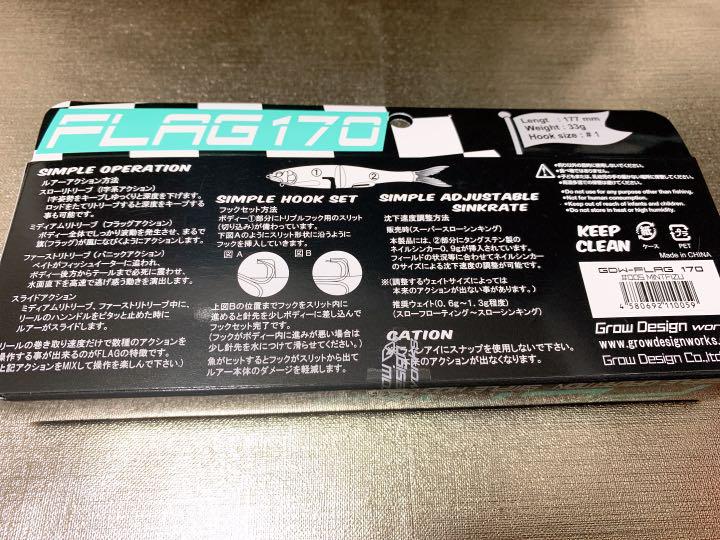 FLAG170
Lengt : 177 mm
Weight : 33g
Hook size : #1
SIMPLE OPERATION
ルアーアクション方法
スローリトリーブ（I字系アクション）
I字姿勢をキープしゆっくりと深度を下げます。
ロッドをたてリトリーブすると深度をキープする
事も可能です。
ミディアムリトリーブ（フラッグアクション）
ボディー全体でしっかり波動を発生させ、まるで
旗(フラッグ)が風になびくようにアクションします。
ファーストリトリーブ（パニックアクション）
ベイトがフィッシュイーターに追われ、
ボディー後方からテールまで必死に震わせ、
水面直下を高速で逃げ惑う動きを演出します。
スライドアクション
ミディアムリトリーブ、ファーストリトリーブ中に、
リールのハンドルをピタッと止めた時に
ルアーがスライドします。
リールの巻き取り速度だけで数種のアクションを
操作する事が出来るのがFLAGの特徴です。
上記アクションをMIXして操作を楽しんで下さい）
① ②
SIMPLE HOOK SET
フックセット方法
ボディー①部分にトリプルフック用のスリット
(切り込み)が備わっています。
下図Aのようにスリット形状に沿うように
フックを挿入していきます。
図A 図B
上図Bの位置までフックをスリット内に
進めると針先を少しボディーに差し込んで
フックセット完了です。
(フックがボディー内に進みが悪い場合は
少し針先を水につけて滑らせてください。)
魚がヒットするとフックがスリットから出て
ルアー本体のダメージを軽減します。
SIMPLE ADJUSTABLE
SINKRATE
沈下速度調整方法
販売時(スーパースローシンキング)
本製品には、②部分にタングステン製の
ネイルシンカー0.9gが挿入されています。
フィールドの状況等に合わせてネイルシンカー
のサイズによる沈下速度の調整が可能です。
※(調整するウェイトサイズによっては
本来のアクションが出ない事があります。)
推奨ウェイト(0.6g～1.3g程度)
(スローフローティング～スローシンキング)
CATION
シアイにスナップを使用しないで下さい。
来のアクションが出なくなります。
●Do not use for any purpose other than fishing.
●Not for human consumption.
●Keep out of reach of infants and children.
●Do not store in heat or high humidity.
KEEP
CLEAN
紙
ケース
プラ
PET
Made in CHINA
GDW-FLAG 170
#005 MINTPZU
4 580692 110059
Grow Design wor
www.growdesignworks.
Grow Design Co.,ltd